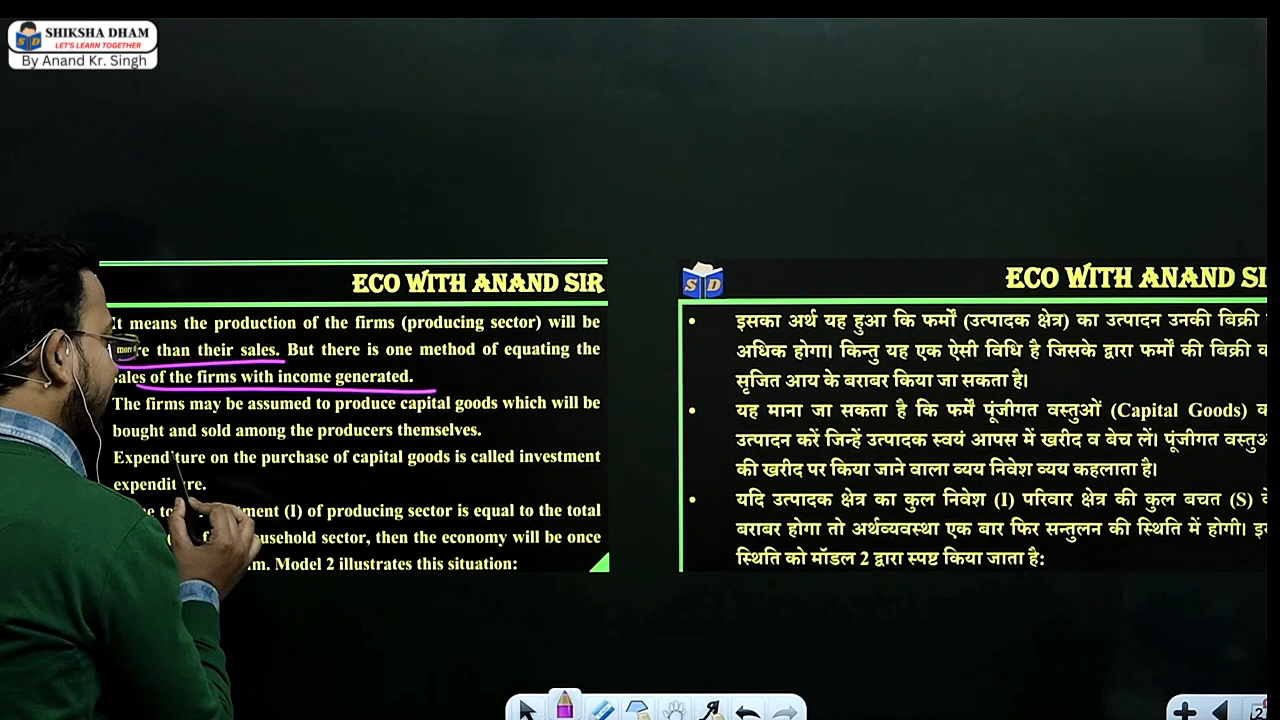 SHIKSHA DHAM
LET'S LEARN TOGETHER
By Anand Kr. Singh
ECO WITH ANAND SIR
It means the production of the firms (producing sector) will be
more than their sales. But there is one method of equating the
sales of the firms with income generated.
The firms may be assumed to produce capital goods which will be
bought and sold among the producers themselves.
Expenditure on the purchase of capital goods is called investment
expenditure.
(I) of producing sector is equal to the total
sector, then the economy will be once
Model 2 illustrates this situation:
S D
ECO WITH ANAND
• इसका अर्थ यह हुआ कि फर्मों (उत्पादक क्षेत्र) का उत्पादन उनकी बिक्री
अधिक होगा। किन्तु यह एक ऐसी विधि है जिसके द्वारा फर्मों की बिक्री
सृजित आय के बराबर किया जा सकता है।
• यह माना जा सकता है कि फर्में पूंजीगत वस्तुओं (Capital Goods)
उत्पादन करें जिन्हें उत्पादक स्वयं आपस में खरीद व बेच लें। पूंजीगत
की खरीद पर किया जाने वाला व्यय निवेश व्यय कहलाता है।
• यदि उत्पादक क्षेत्र का कुल निवेश (I) परिवार क्षेत्र की कुल बचत (S)
बराबर होगा तो अर्थव्यवस्था एक बार फिर सन्तुलन की स्थिति में होगी।
स्थिति को मॉडल 2 द्वारा स्पष्ट किया जाता है: